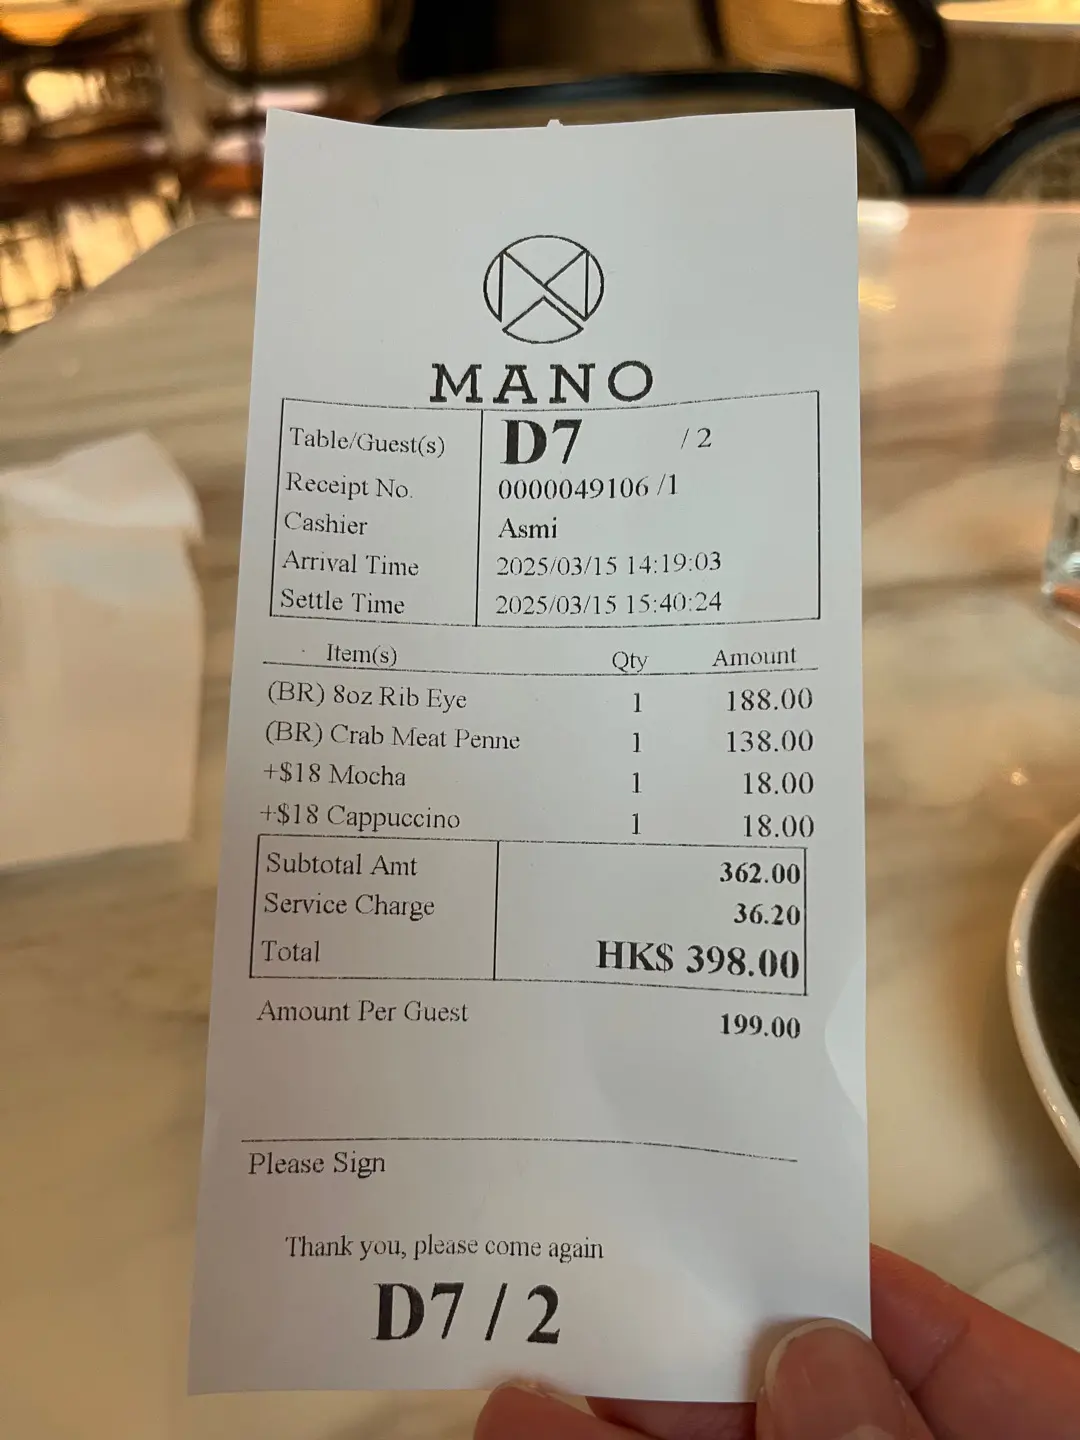 MANO
Table/Guest(s) D7 / 2
Receipt No. 0000049106 /1
Cashier Asmi
Arrival Time 2025/03/15 14:19:03
Settle Time 2025/03/15 15:40:24
Item(s) Qty Amount
(BR) 8oz Rib Eye 1 188.00
(BR) Crab Meat Penne 1 138.00
+$18 Mocha 1 18.00
+$18 Cappuccino 1 18.00
Subtotal Amt 362.00
Service Charge 36.20
Total HK$ 398.00
Amount Per Guest 199.00
Please Sign
Thank you, please come again
D7 / 2